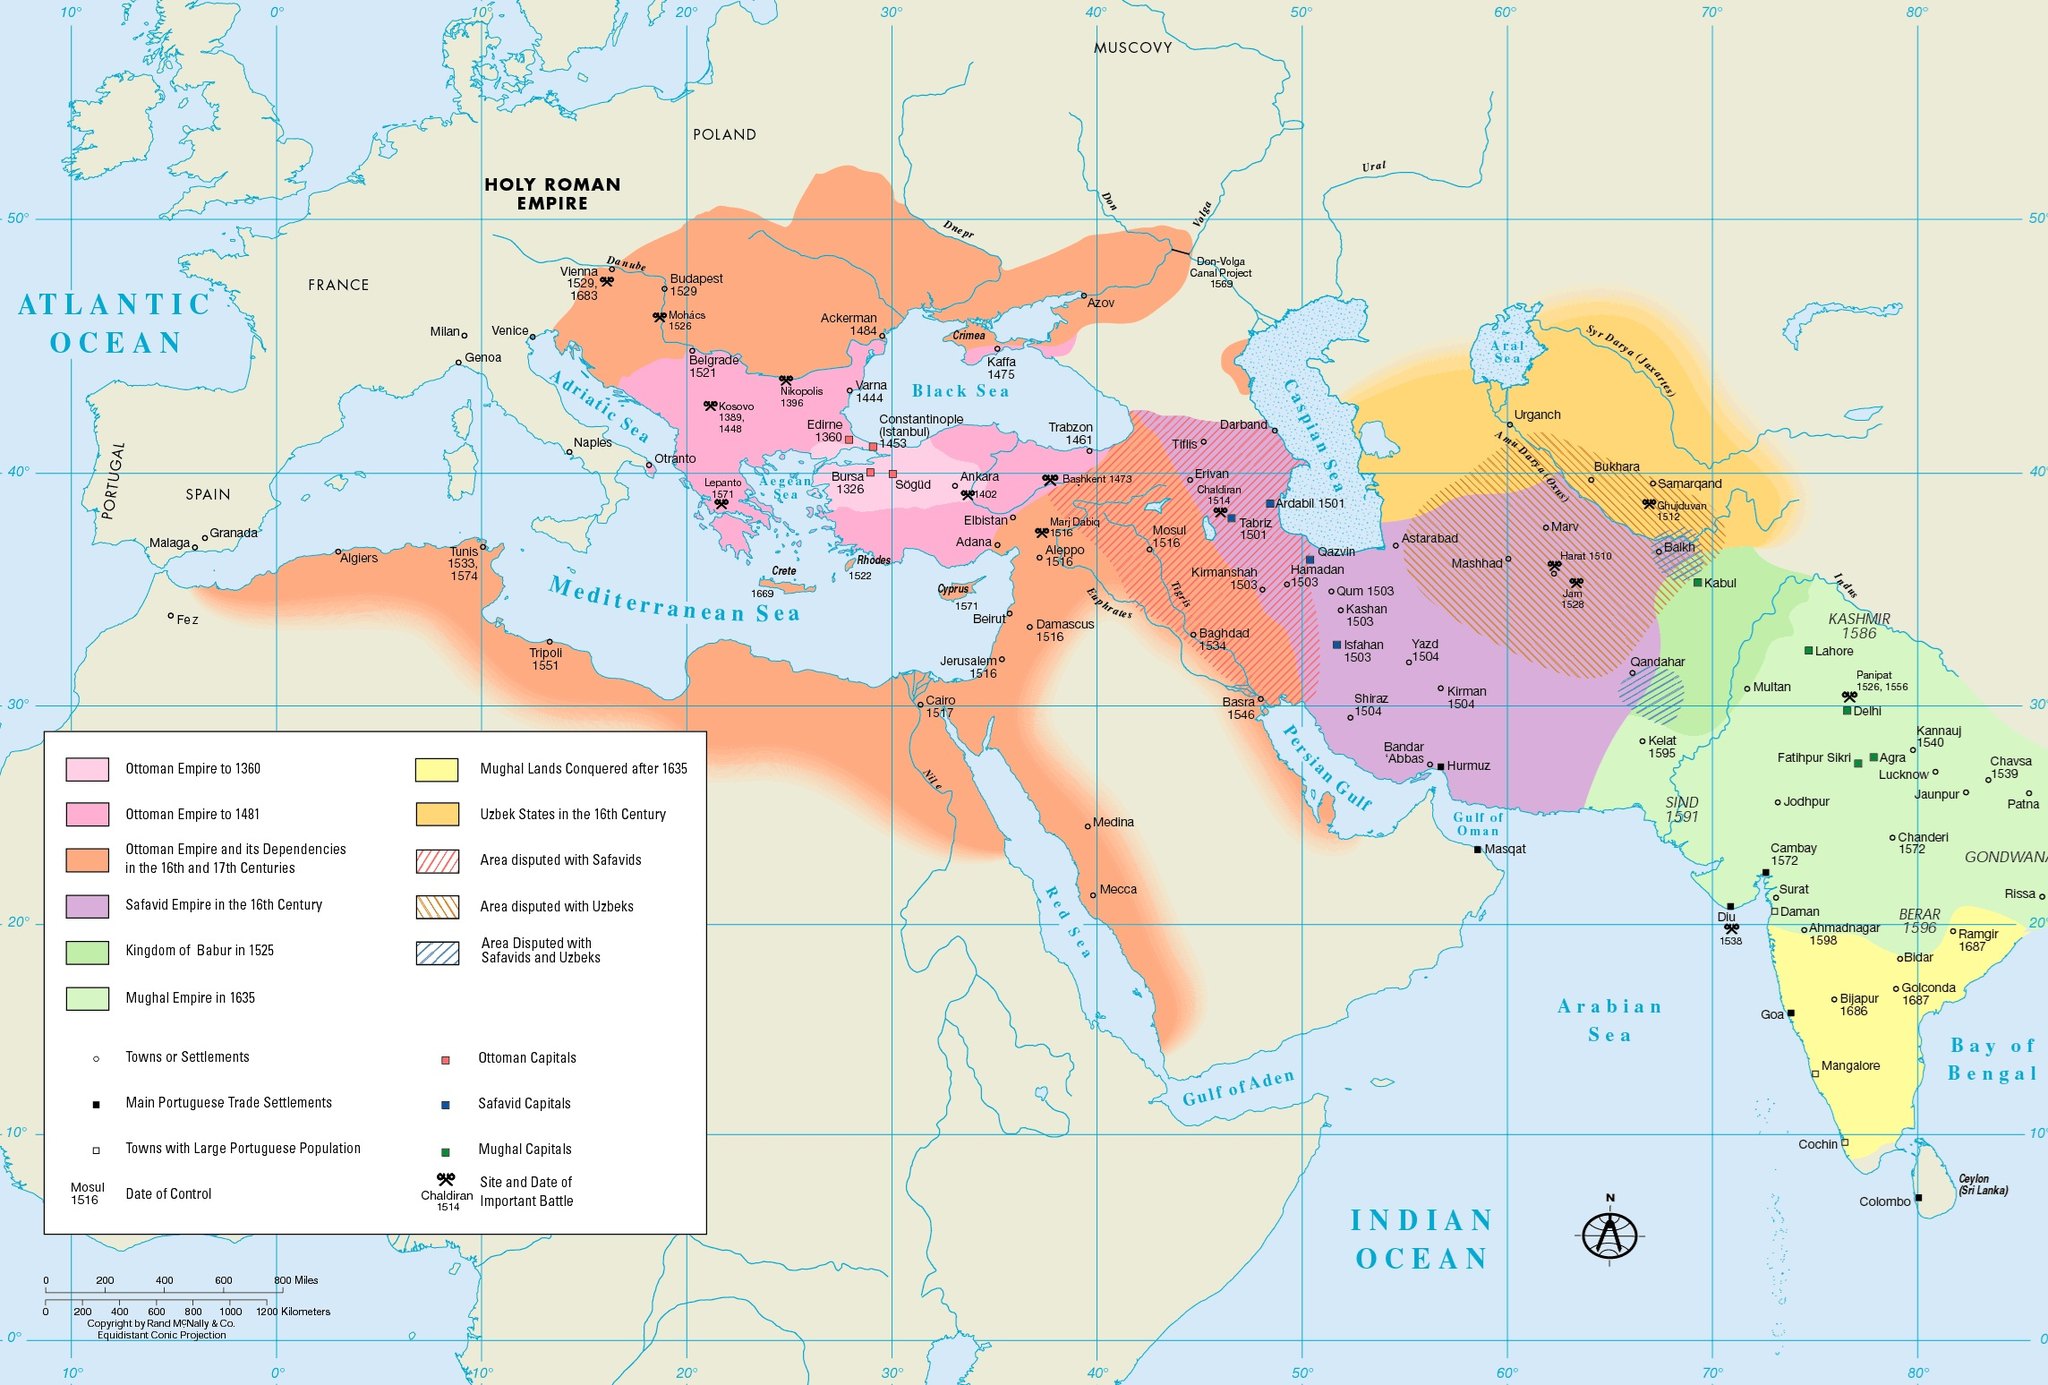 10°
0°
10°
20°
30°
40°
50°
60°
70°
80°
MUSCOVY
POLAND
HOLY ROMAN
EMPIRE
Ural
Don
Volga
Dnepr
50°
50°
Danube
Vienna
1529,
1683
Budapest
1529
Mohács
1526
Don-Volga
Canal Project
1569
FRANCE
ATLANTIC
OCEAN
Azov
Ackerman
1484
Crimea
Kaffa
1475
Milan
Venice
Genoa
Belgrade
1521
Nikopolis
1396
Varna
1444
Black Sea
Adriatic Sea
Kosovo
1389,
1448
Edirne
1360
Constantinople
(Istanbul)
1453
Trabzon
1461
Caspian Sea
Aral
Sea
Syr Darya (Jaxartes)
Urganch
Amu Darya (Oxus)
Darband
Tiflis
Naples
Otranto
40°
40°
PORTUGAL
SPAIN
Lepanto
1571
Aegean
Sea
Bursa
1326
Sögüd
Ankara
1402
Bashkent 1473
Erivan
Chaldiran
1514
Ardabil 1501
Tabriz
1501
Bukhara
Samarqand
Ghujduvan
1512
Marv
Balkh
Granada
Malaga
Algiers
Tunis
1533,
1574
Elbistan
Adana
Marj Dabiq
1516
Aleppo
1516
Mosul
1516
Qazvin
Hamadan
1503
Astarabad
Mashhad
Harat 1510
Jam
1528
Kabul
Indus
Rhodes
1522
Crete
1669
Cyprus
1571
Mediterranean Sea
Kirmanshah
1503
Qum 1503
Kashan
1503
Tigris
Euphrates
Fez
Beirut
Damascus
1516
Baghdad
1534
Isfahan
1503
Yazd
1504
KASHMIR
1586
Lahore
Tripoli
1551
Jerusalem
1516
Qandahar
Multan
Panipat
1526, 1556
Delhi
30°
30°
Cairo
1517
Basra
1546
Shiraz
1504
Kirman
1504
Kelat
1595
Kannauj
1540
Bandar
'Abbas
Hurmuz
Fatihpur Sikri
Agra
Lucknow
Chavsa
1539
Jaunpur
Patna
Nile
Persian Gulf
SIND
1591
Jodhpur
Medina
Gulf of
Oman
Masqat
Chanderi
1572
Cambay
1572
GONDWANA
Mecca
Red Sea
Surat
Daman
Rissa
Diu
1538
BERAR
1596
20°
20°
Ahmadnagar
1598
Ramgir
1687
Bidar
Golconda
1687
Bijapur
1686
Goa
Arabian
Sea
Bay of
Bengal
Mangalore
Gulf of Aden
10°
10°
Cochin
Ceylon
(Sri Lanka)
Colombo
INDIAN
OCEAN
N
Ottoman Empire to 1360
Ottoman Empire to 1481
Ottoman Empire and its Dependencies
in the 16th and 17th Centuries
Safavid Empire in the 16th Century
Kingdom of Babur in 1525
Mughal Empire in 1635
Mughal Lands Conquered after 1635
Uzbek States in the 16th Century
Area disputed with Safavids
Area disputed with Uzbeks
Area Disputed with
Safavids and Uzbeks
Towns or Settlements
Main Portuguese Trade Settlements
Towns with Large Portuguese Population
Mosul
1516
Date of Control
Ottoman Capitals
Safavid Capitals
Mughal Capitals
Chaldiran
1514
Site and Date of
Important Battle
0 200 400 600 800 Miles
0 200 400 600 800 1000 1200 Kilometers
Copyright by Rand McNally & Co.
Equidistant Conic Projection
0°
0°
10°
0°
10°
20°
30°
40°
50°
60°
70°
80°